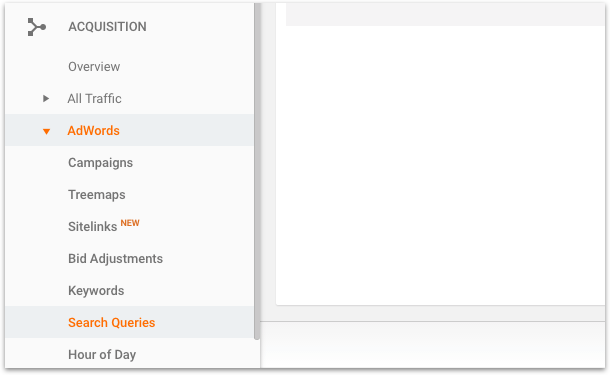 ACQUISITION
Overview
All Traffic
AdWords
Campaigns
Treemaps
Sitelinks NEW
Bid Adjustments
Keywords
Search Queries
Hour of Day